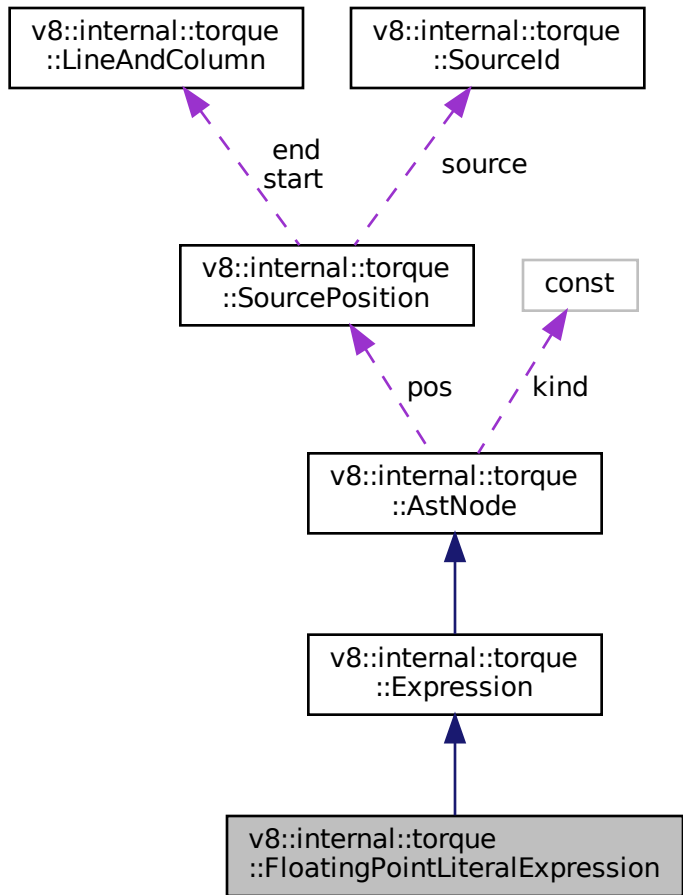 v8::internal::torque
::LineAndColumn
v8::internal::torque
::SourceId
end
start
source
v8::internal::torque
::SourcePosition
const
pos
kind
v8::internal::torque
::AstNode
v8::internal::torque
::Expression
v8::internal::torque
::FloatingPointLiteralExpression